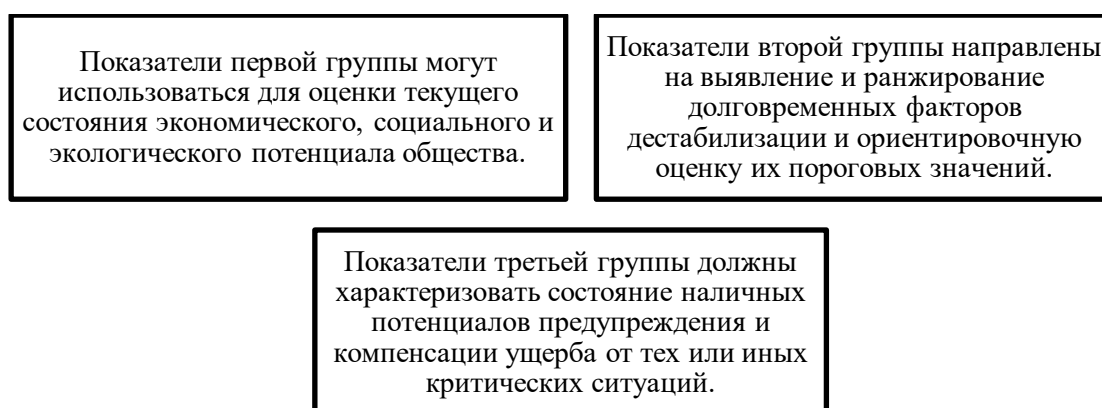 Показатели первой группы могут
использоваться для оценки текущего
состояния экономического, социального и
экологического потенциала общества.
Показатели второй группы направлены
на выявление и ранжирование
долговременных факторов
дестабилизации и ориентировочную
оценку их пороговых значений.
Показатели третьей группы должны
характеризовать состояние наличных
потенциалов предупреждения и
компенсации ущерба от тех или иных
критических ситуаций.